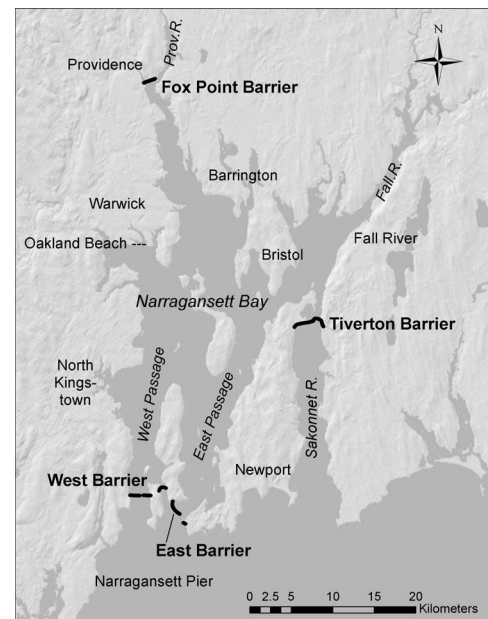 N
Prov.R.
Providence
Fox Point Barrier
Barrington
Fall.R.
Warwick
Oakland Beach ---
Fall River
Bristol
Narragansett Bay
Tiverton Barrier
West Passage
East Passage
Sakonnet R.
North
Kings-
town
Newport
West Barrier
East Barrier
Narragansett Pier
0 2.5 5 10 15 20
Kilometers